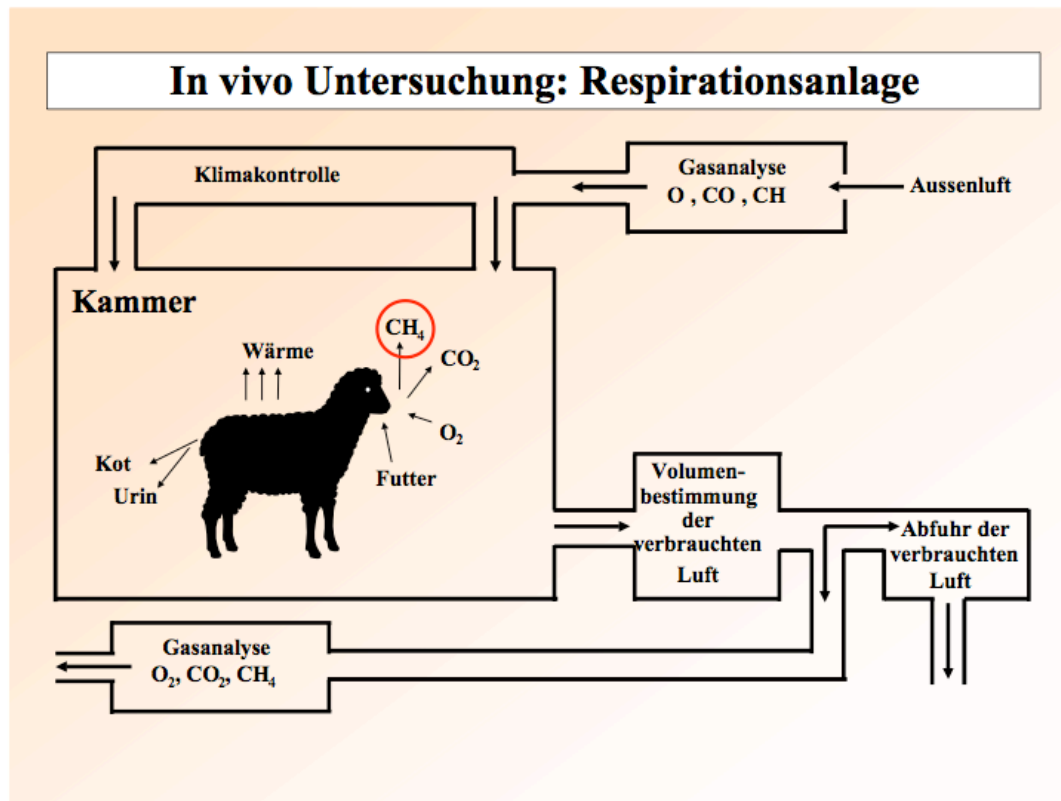 In vivo Untersuchung: Respirationsanlage
Klimakontrolle
Gasanalyse
O , CO , CH
Aussenluft
Kammer
CH₄
Wärme
CO₂
O₂
Kot
Futter
Urin
Volumen-
bestimmung
der
verbrauchten
Luft
Abfuhr der
verbrauchten
Luft
Gasanalyse
O₂, CO₂, CH₄